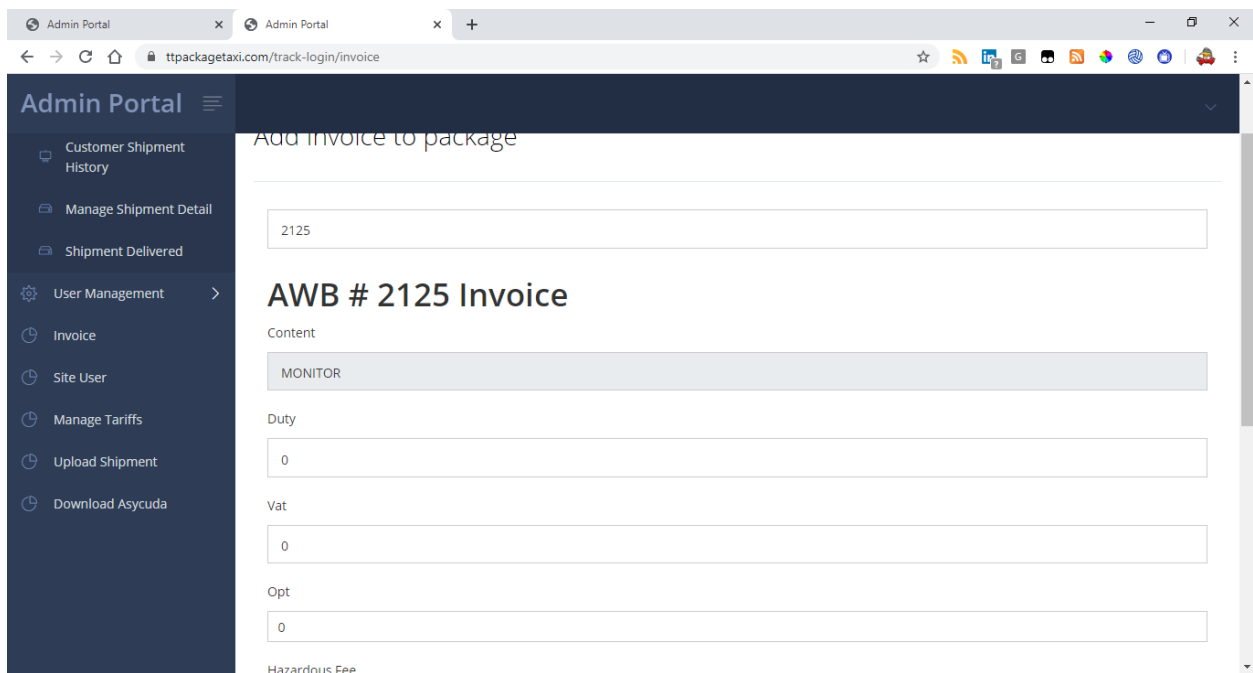 Admin Portal
Admin Portal
ttpackagetaxi.com/track-login/invoice
Admin Portal
Customer Shipment
History
Manage Shipment Detail
Shipment Delivered
User Management
Invoice
Site User
Manage Tariffs
Upload Shipment
Download Asycuda
Add invoice to package
2125
AWB # 2125 Invoice
Content
MONITOR
Duty
0
Vat
0
Opt
0
Hazardous Fee